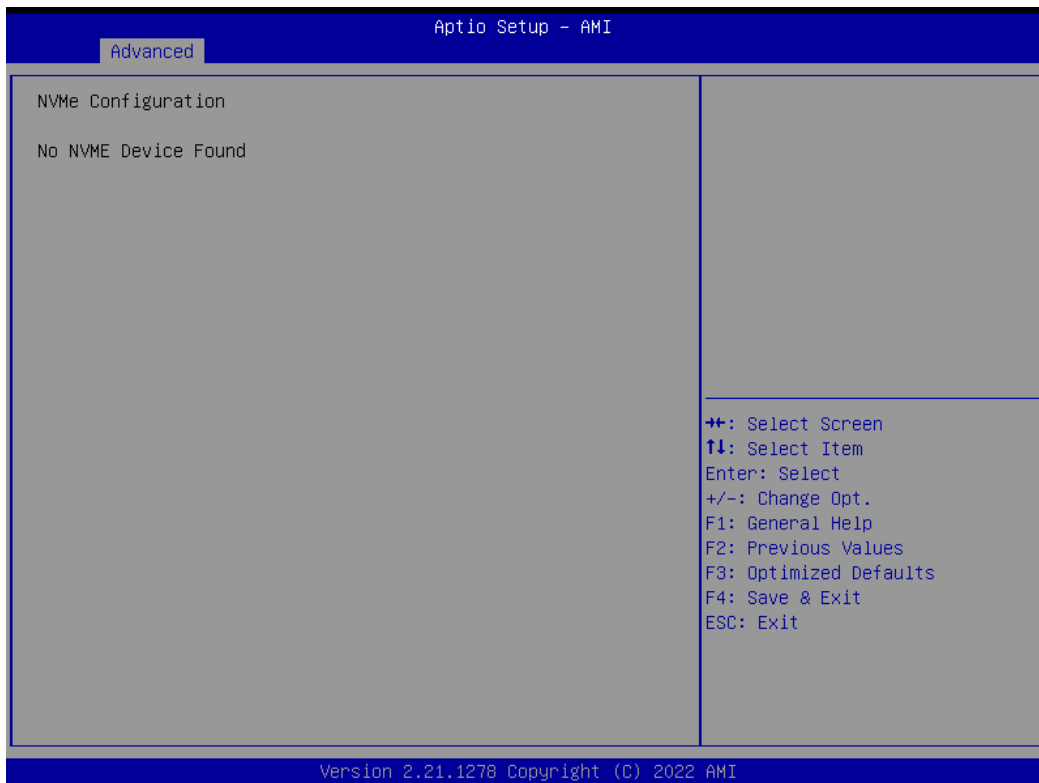 Aptio Setup – AMI
Advanced
NVMe Configuration
No NVME Device Found
→←: Select Screen
↑↓: Select Item
Enter: Select
+/-: Change Opt.
F1: General Help
F2: Previous Values
F3: Optimized Defaults
F4: Save & Exit
ESC: Exit
Version 2.21.1278 Copyright (C) 2022 AMI